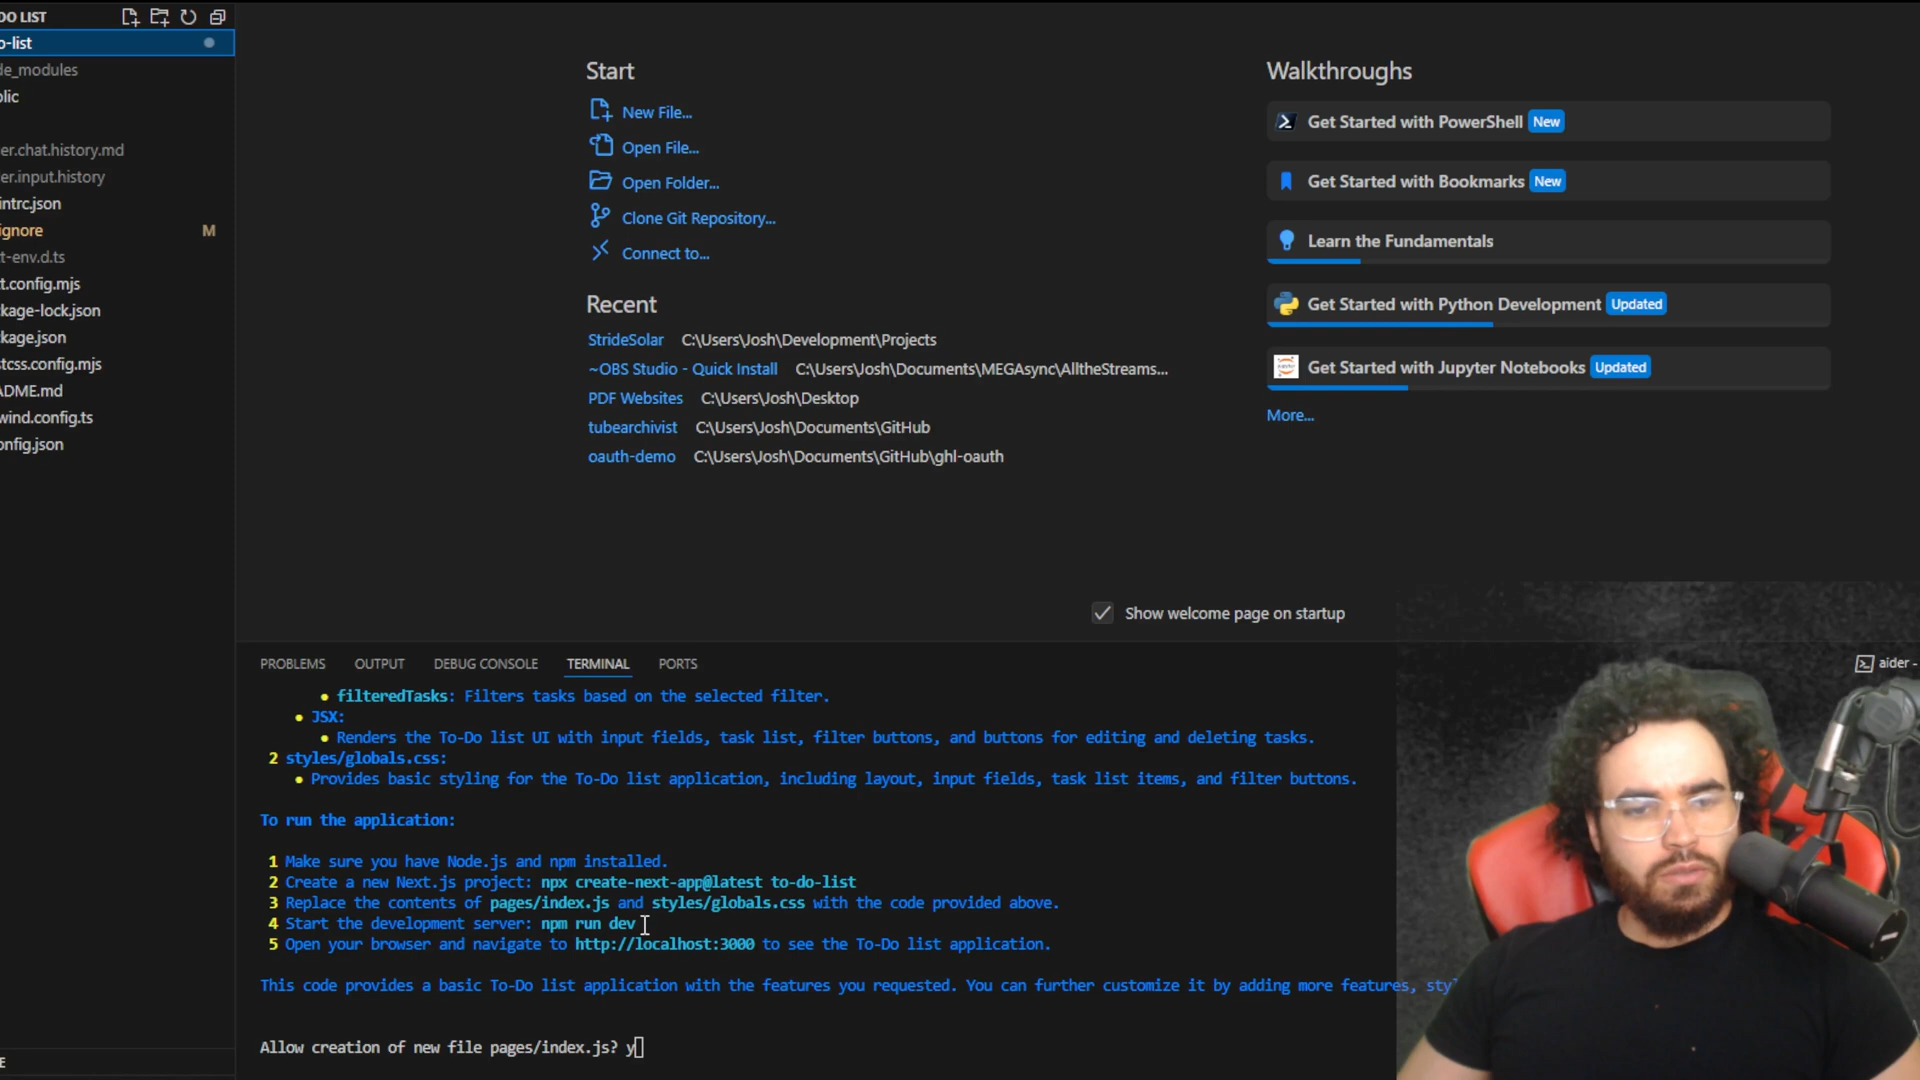 DO LIST
o-list
de_modules
blic
er.chat.history.md
er.input.history
intrc.json
ignore M
t-env.d.ts
t.config.mjs
kage-lock.json
kage.json
stcss.config.mjs
ADME.md
wind.config.ts
onfig.json
E
Start
New File...
Open File...
Open Folder...
Clone Git Repository...
Connect to...
Recent
StrideSolar C:\Users\Josh\Development\Projects
~OBS Studio - Quick Install C:\Users\Josh\Documents\MEGAsync\AlltheStreams...
PDF Websites C:\Users\Josh\Desktop
tubearchivist C:\Users\Josh\Documents\GitHub
oauth-demo C:\Users\Josh\Documents\GitHub\ghl-oauth
Walkthroughs
Get Started with PowerShell New
Get Started with Bookmarks New
Learn the Fundamentals
Get Started with Python Development Updated
Get Started with Jupyter Notebooks Updated
More...
Show welcome page on startup
PROBLEMS OUTPUT DEBUG CONSOLE TERMINAL PORTS
aider -
• filteredTasks: Filters tasks based on the selected filter.
• JSX:
• Renders the To-Do list UI with input fields, task list, filter buttons, and buttons for editing and deleting tasks.
2 styles/globals.css:
• Provides basic styling for the To-Do list application, including layout, input fields, task list items, and filter buttons.
To run the application:
1 Make sure you have Node.js and npm installed.
2 Create a new Next.js project: npx create-next-app@latest to-do-list
3 Replace the contents of pages/index.js and styles/globals.css with the code provided above.
4 Start the development server: npm run dev
5 Open your browser and navigate to http://localhost:3000 to see the To-Do list application.
This code provides a basic To-Do list application with the features you requested. You can further customize it by adding more features, sty
Allow creation of new file pages/index.js? y